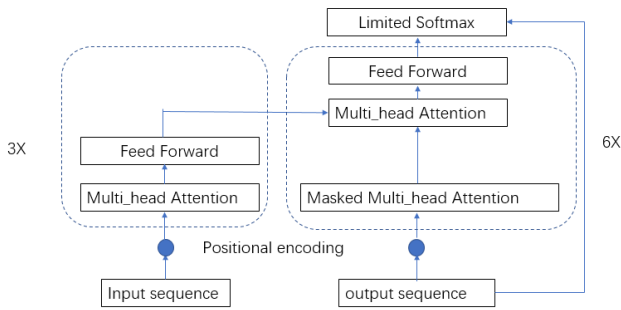 Limited Softmax
Feed Forward
Multi_head Attention
3X
Feed Forward
6X
Multi_head Attention
Masked Multi_head Attention
Positional encoding
Input sequence
output sequence